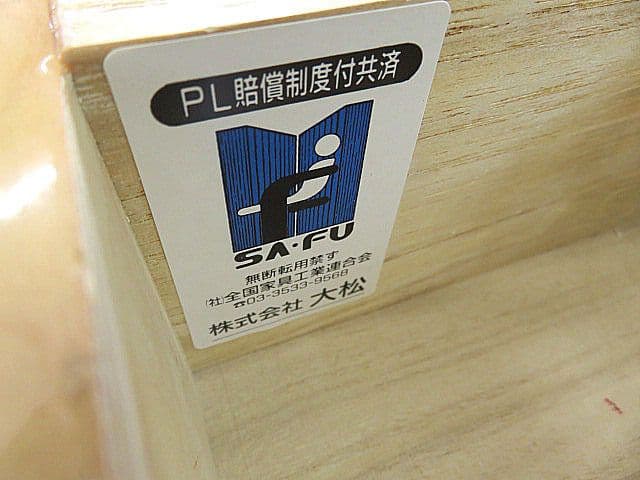 PL賠償制度付共済
SA・FU
無断転用禁ず
(社)全国家具工業連合会
☎03-3533-9568
株式会社 大松